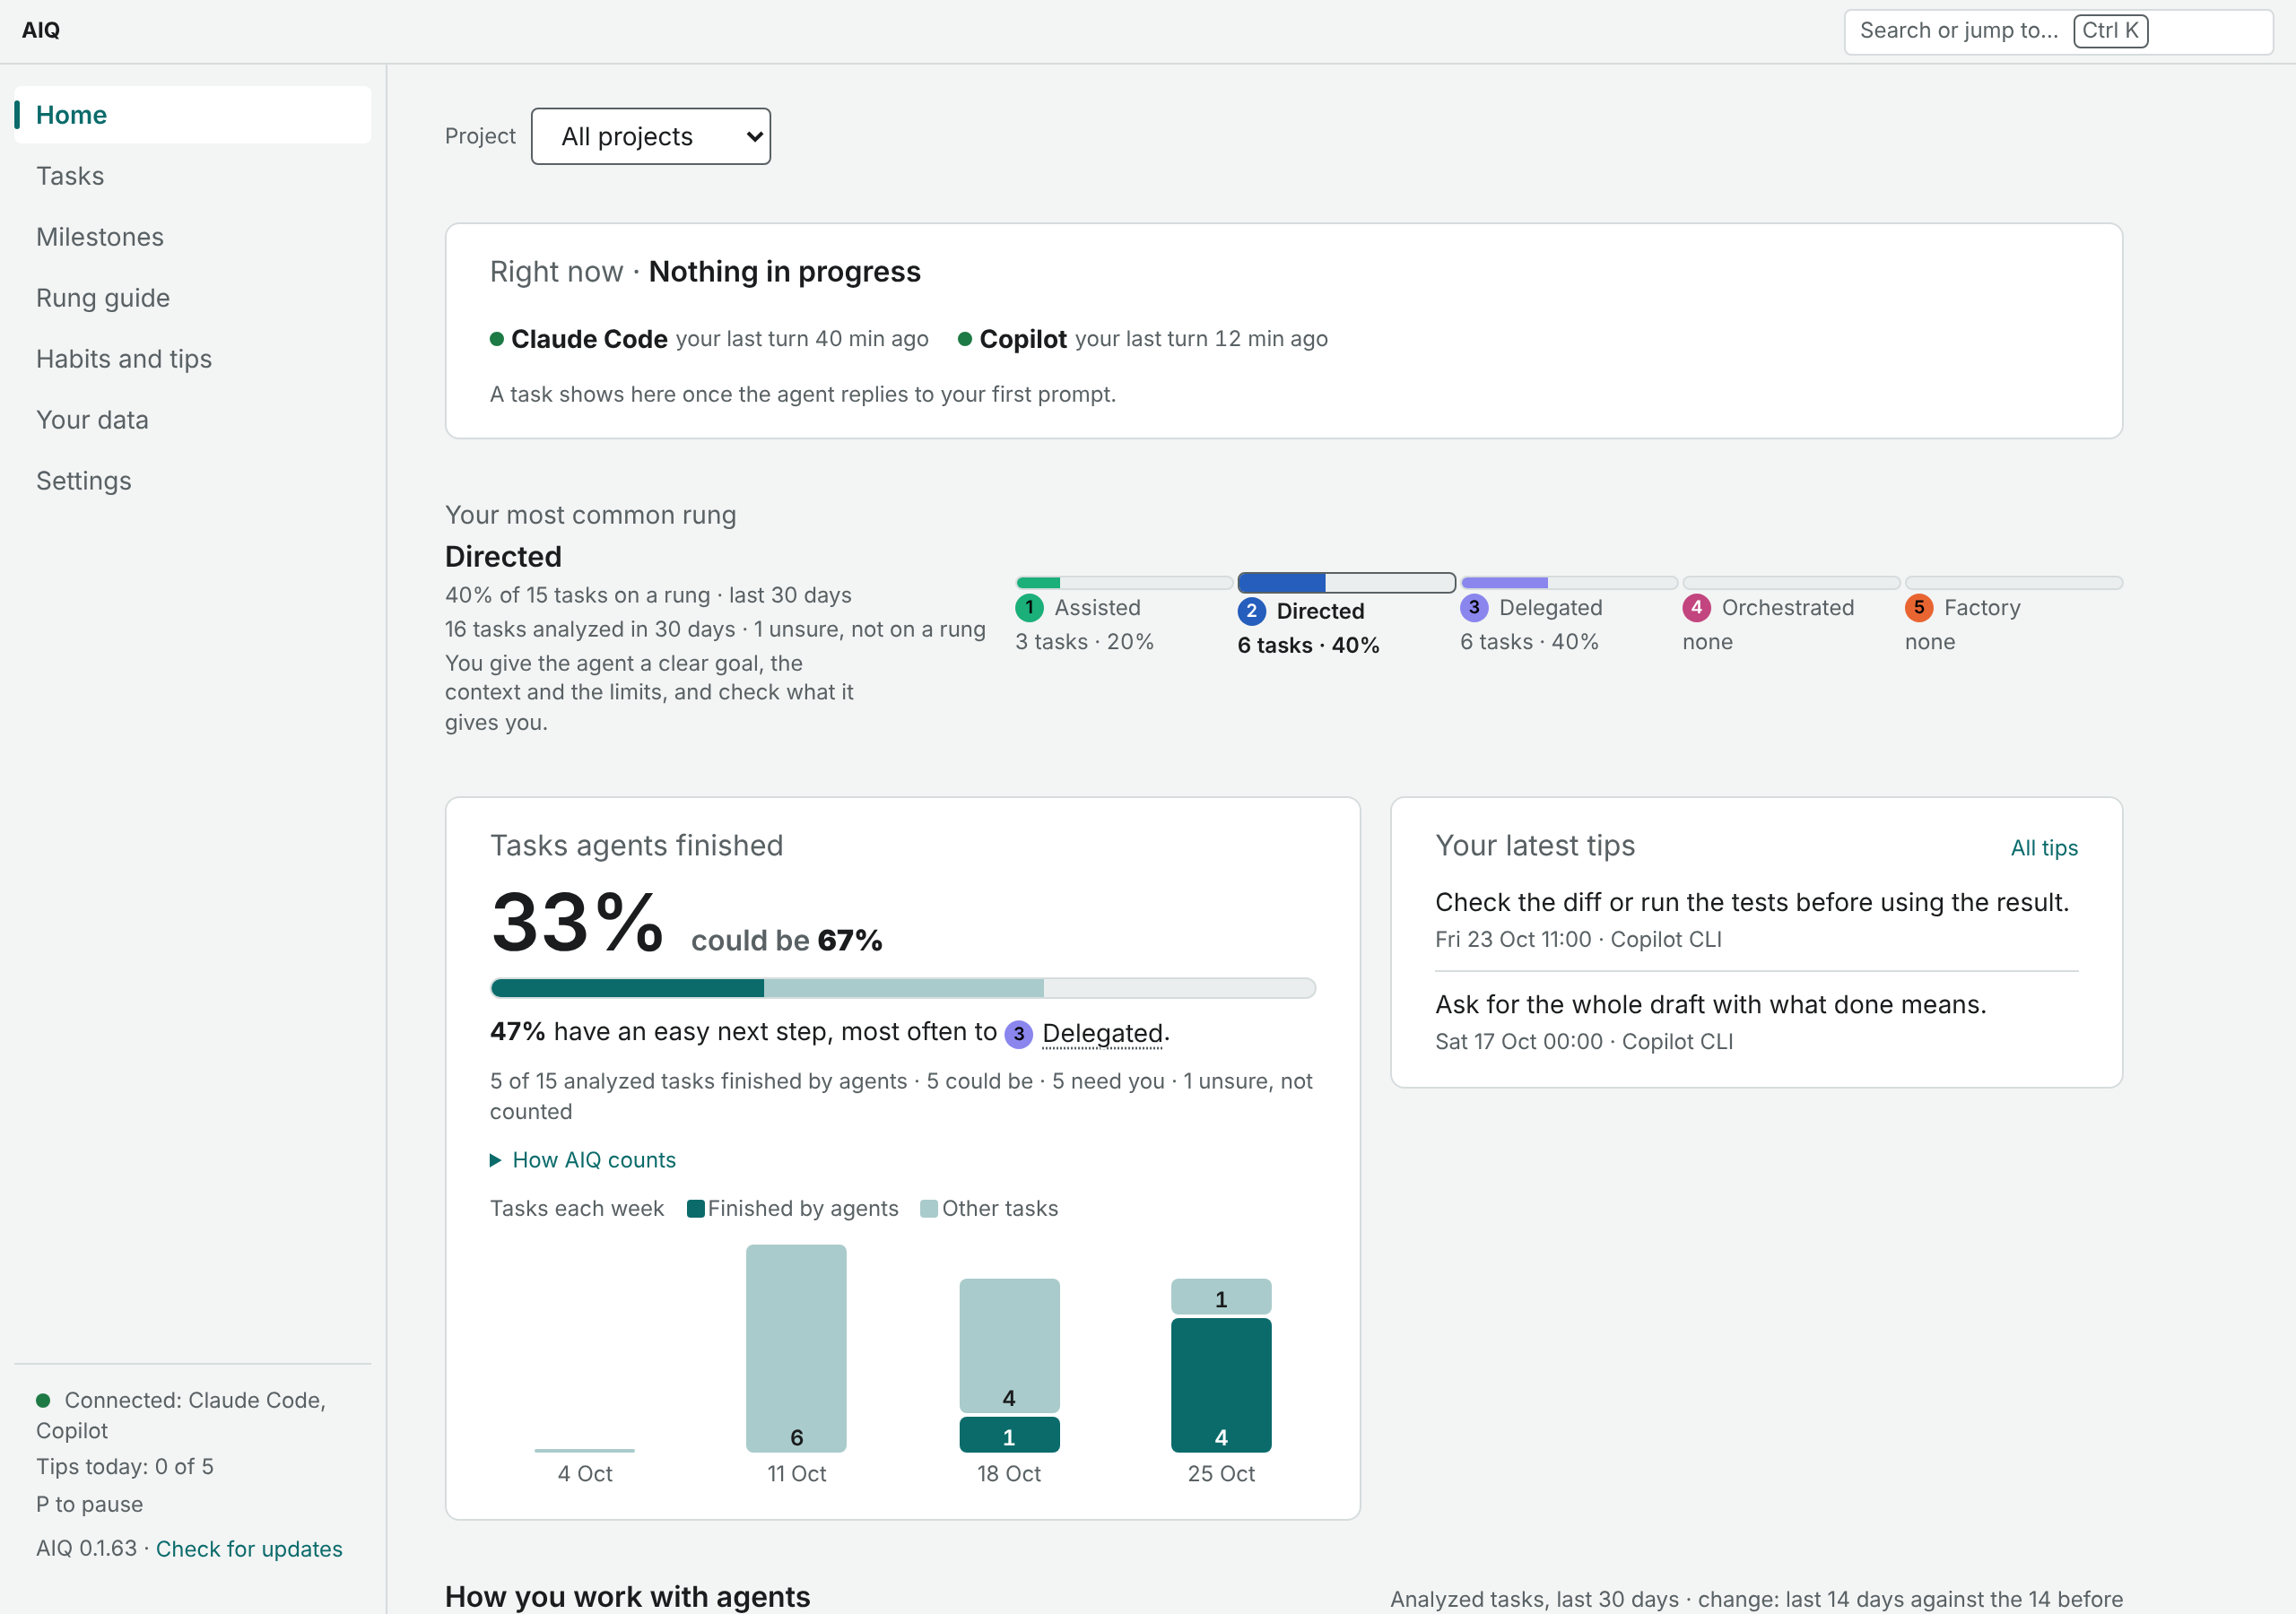 AIQ
Search or jump to... Ctrl K
Home
Tasks
Milestones
Rung guide
Habits and tips
Your data
Settings
Connected: Claude Code,
Copilot
Tips today: 0 of 5
P to pause
AIQ 0.1.63 · Check for updates
Project All projects
Right now · Nothing in progress
Claude Code your last turn 40 min ago Copilot your last turn 12 min ago
A task shows here once the agent replies to your first prompt.
Your most common rung
Directed
40% of 15 tasks on a rung · last 30 days
16 tasks analyzed in 30 days · 1 unsure, not on a rung
You give the agent a clear goal, the
context and the limits, and check what it
gives you.
1 Assisted
3 tasks · 20%
2 Directed
6 tasks · 40%
3 Delegated
6 tasks · 40%
4 Orchestrated
none
5 Factory
none
Tasks agents finished
33% could be 67%
47% have an easy next step, most often to 3 Delegated.
5 of 15 analyzed tasks finished by agents · 5 could be · 5 need you · 1 unsure, not
counted
How AIQ counts
Tasks each week Finished by agents Other tasks
6
4
1
1
4
4 Oct 11 Oct 18 Oct 25 Oct
Your latest tips All tips
Check the diff or run the tests before using the result.
Fri 23 Oct 11:00 · Copilot CLI
Ask for the whole draft with what done means.
Sat 17 Oct 00:00 · Copilot CLI
How you work with agents
Analyzed tasks, last 30 days · change: last 14 days against the 14 before